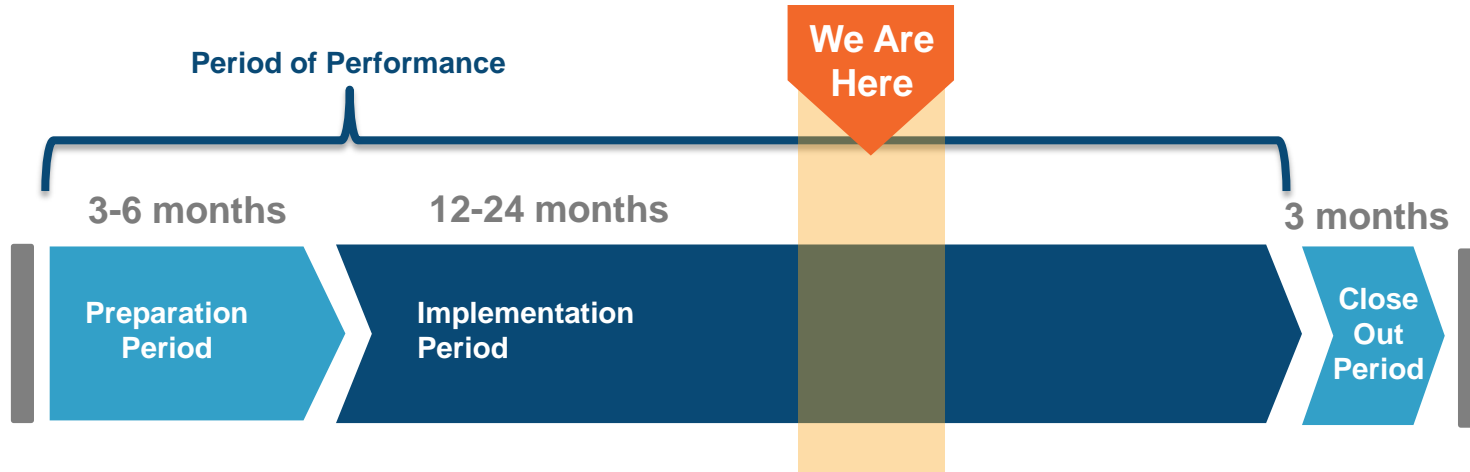 We Are
Here
Period of Performance
3-6 months
12-24 months
3 months
Preparation
Period
Implementation
Period
Close
Out
Period